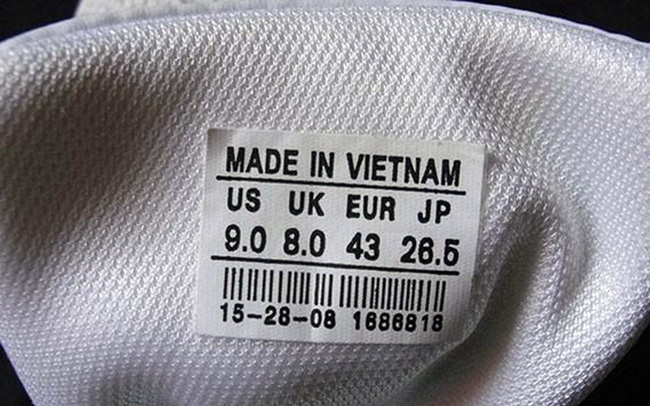 MADE IN VIETNAM
US UK EUR JP
9.0 8.0 43 26.5
15-28-08 1686818